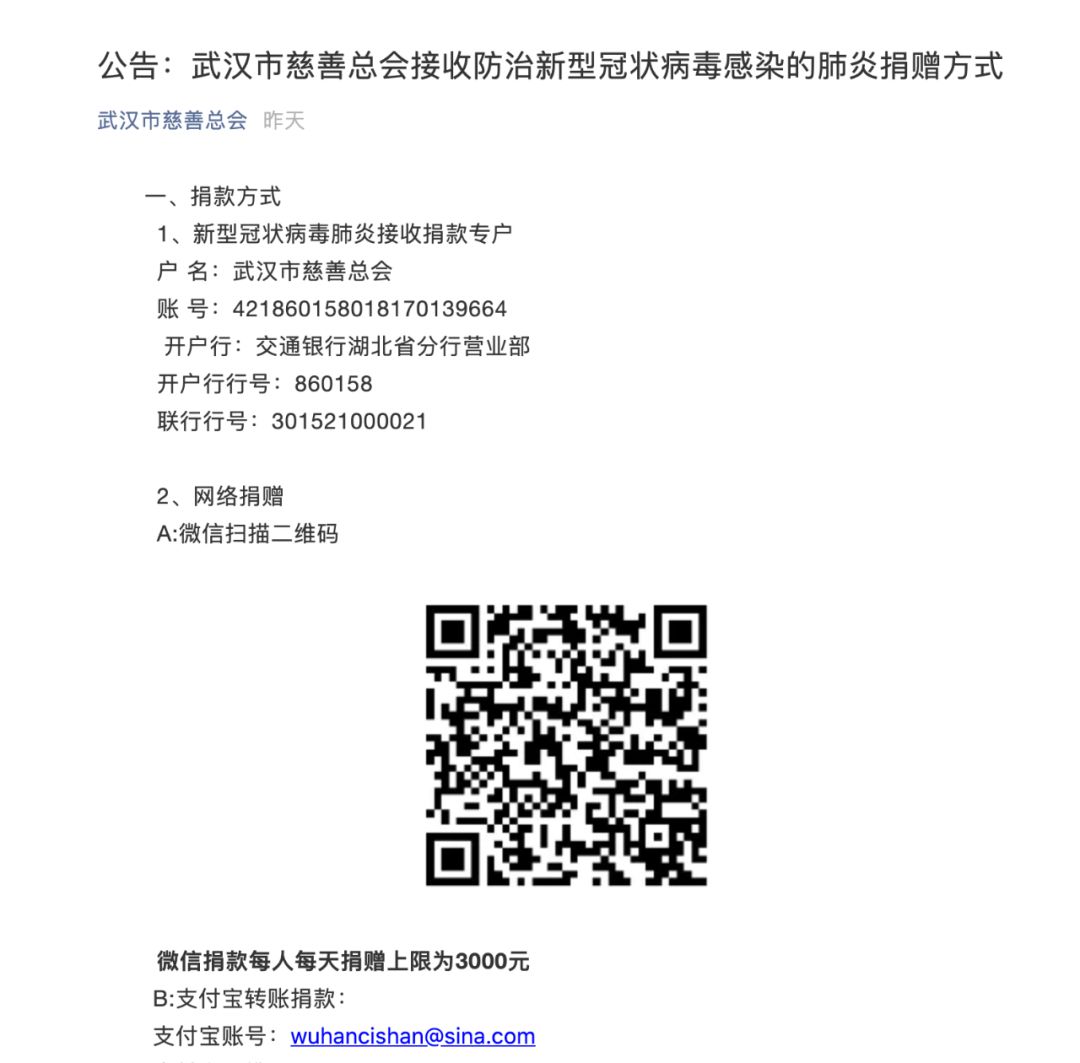 公告：武汉市慈善总会接收防治新型冠状病毒感染的肺炎捐赠方式
武汉市慈善总会 昨天
一、捐款方式
1、新型冠状病毒肺炎接收捐款专户
户 名：武汉市慈善总会
账 号：421860158018170139664
开户行：交通银行湖北省分行营业部
开户行行号：860158
联行行号：301521000021
2、网络捐赠
A:微信扫描二维码
微信捐款每人每天捐赠上限为3000元
B:支付宝转账捐款：
支付宝账号：wuhancishan@sina.com